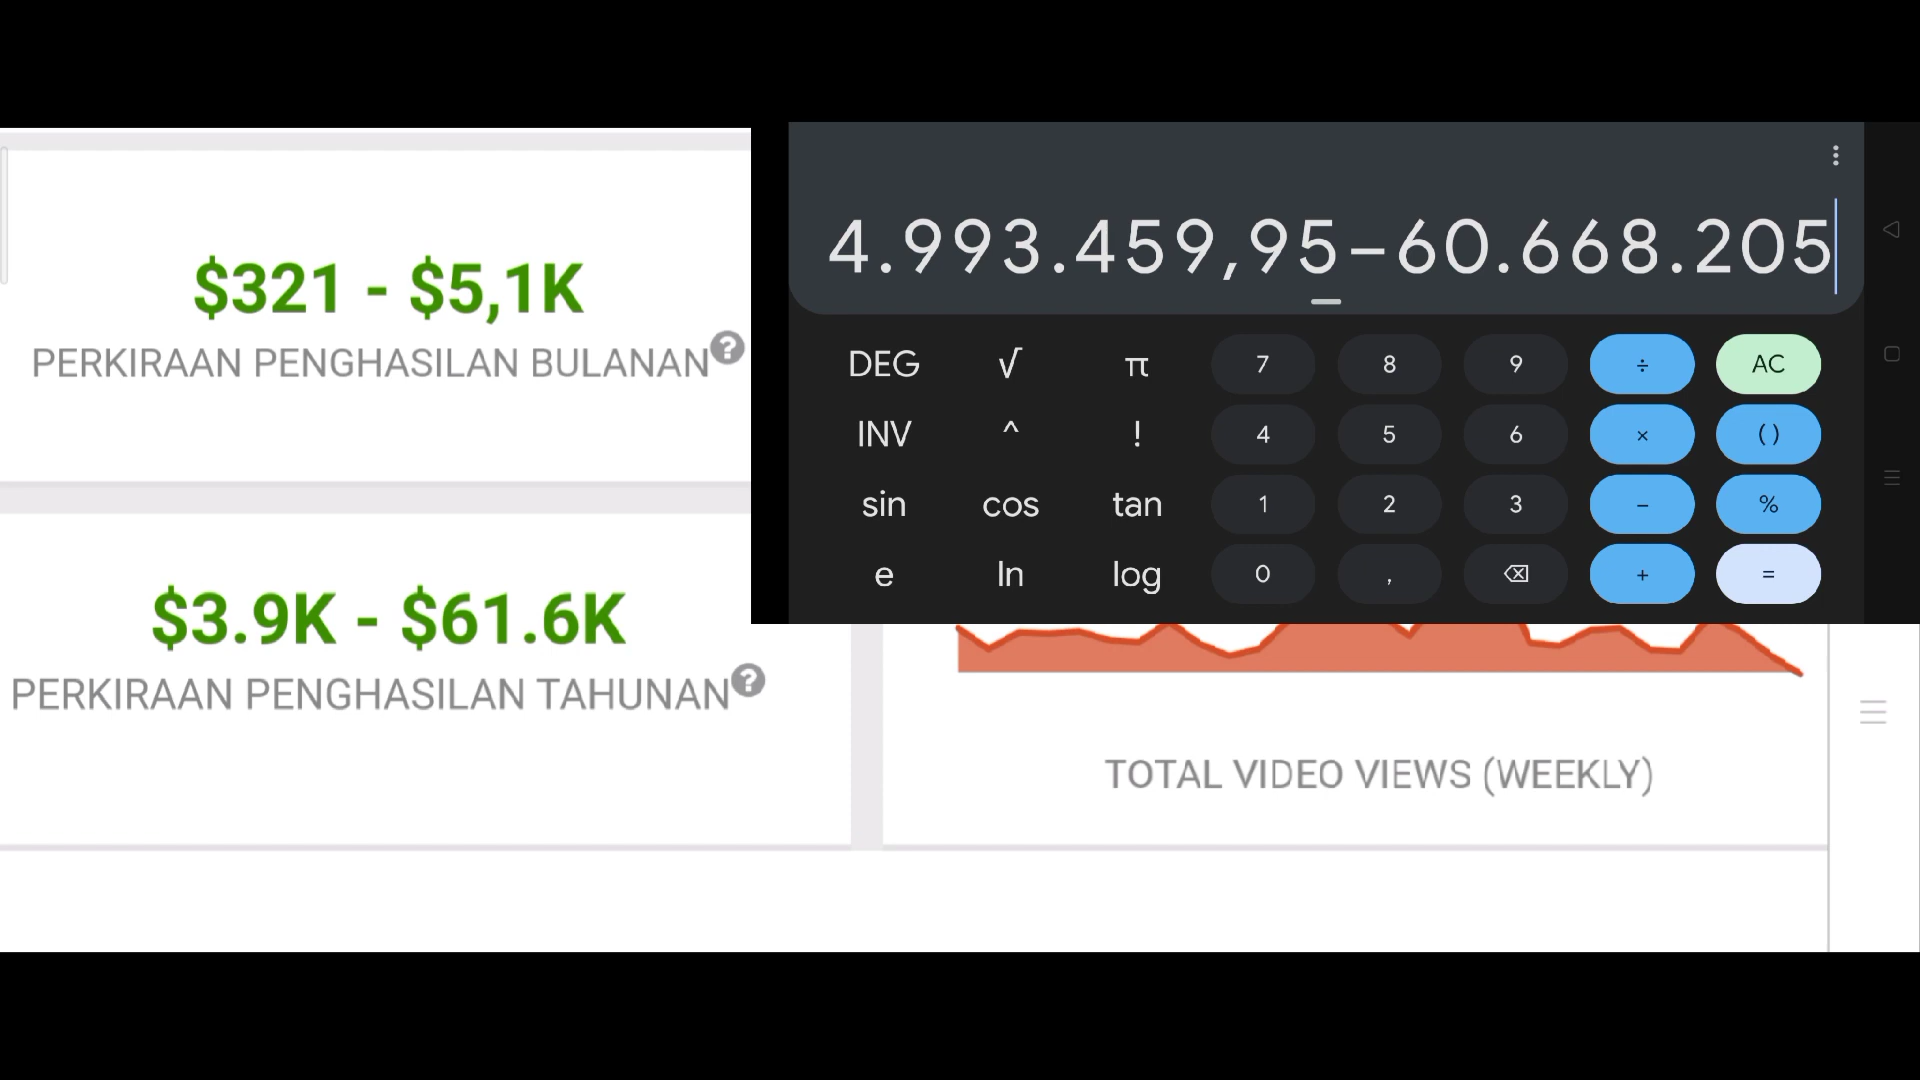 $321 - $5,1K
PERKIRAAN PENGHASILAN BULANAN?
$3.9K - $61.6K
PERKIRAAN PENGHASILAN TAHUNAN?
4.993.459,95−60.668.205
DEG √ π 7 8 9 ÷ AC
INV ^ ! 4 5 6 × ()
sin cos tan 1 2 3 − %
e ln log 0 , + =
TOTAL VIDEO VIEWS (WEEKLY)